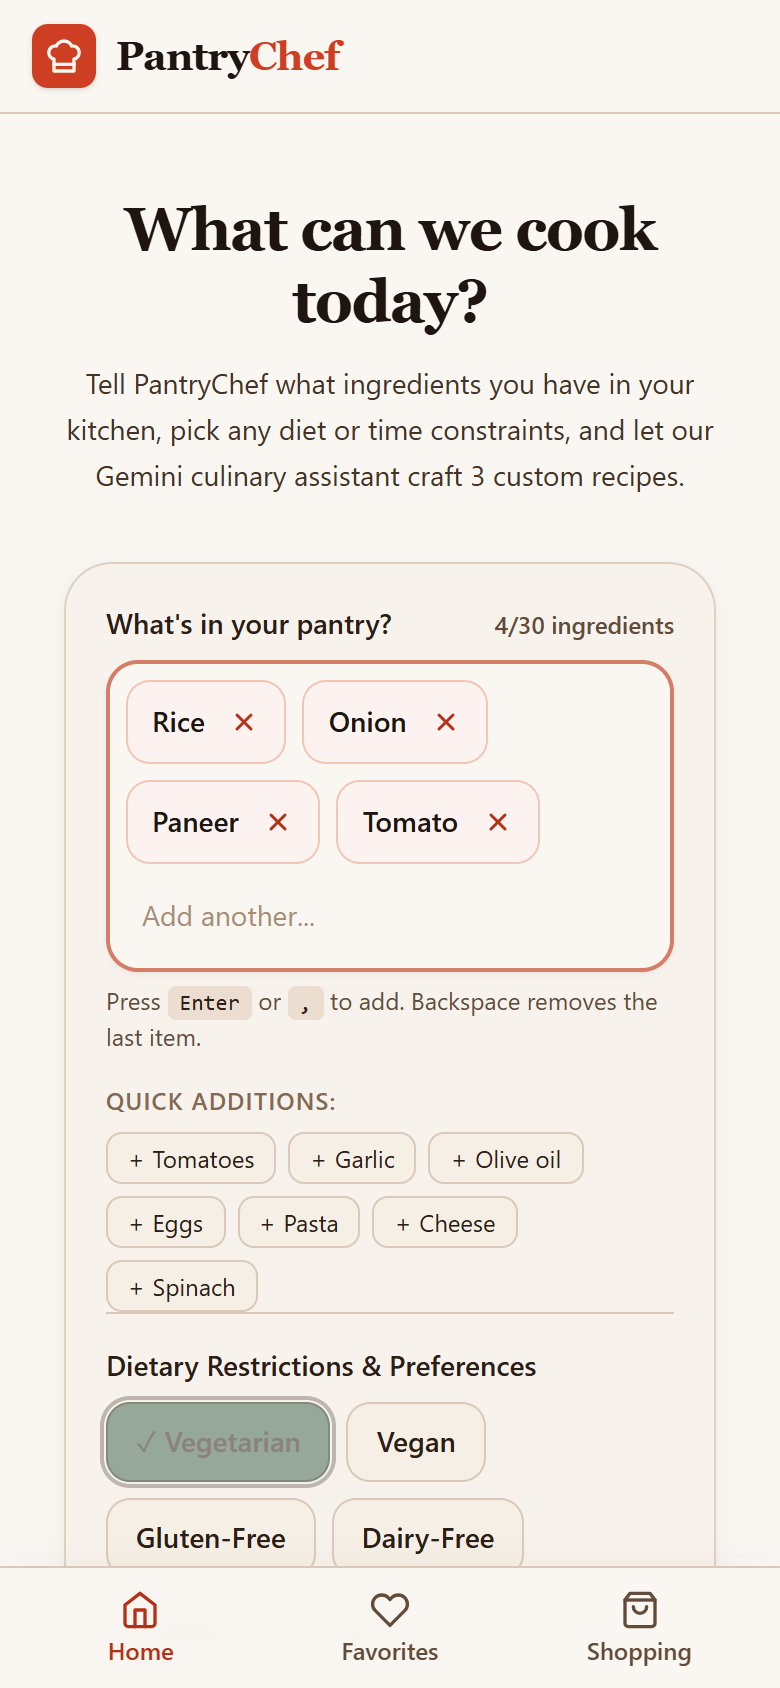 PantryChef
What can we cook
today?
Tell PantryChef what ingredients you have in your
kitchen, pick any diet or time constraints, and let our
Gemini culinary assistant craft 3 custom recipes.
What's in your pantry? 4/30 ingredients
Rice Onion
Paneer Tomato
Add another...
Press Enter or , to add. Backspace removes the
last item.
QUICK ADDITIONS:
+ Tomatoes + Garlic + Olive oil
+ Eggs + Pasta + Cheese
+ Spinach
Dietary Restrictions & Preferences
✓ Vegetarian Vegan
Gluten-Free Dairy-Free
Home Favorites Shopping